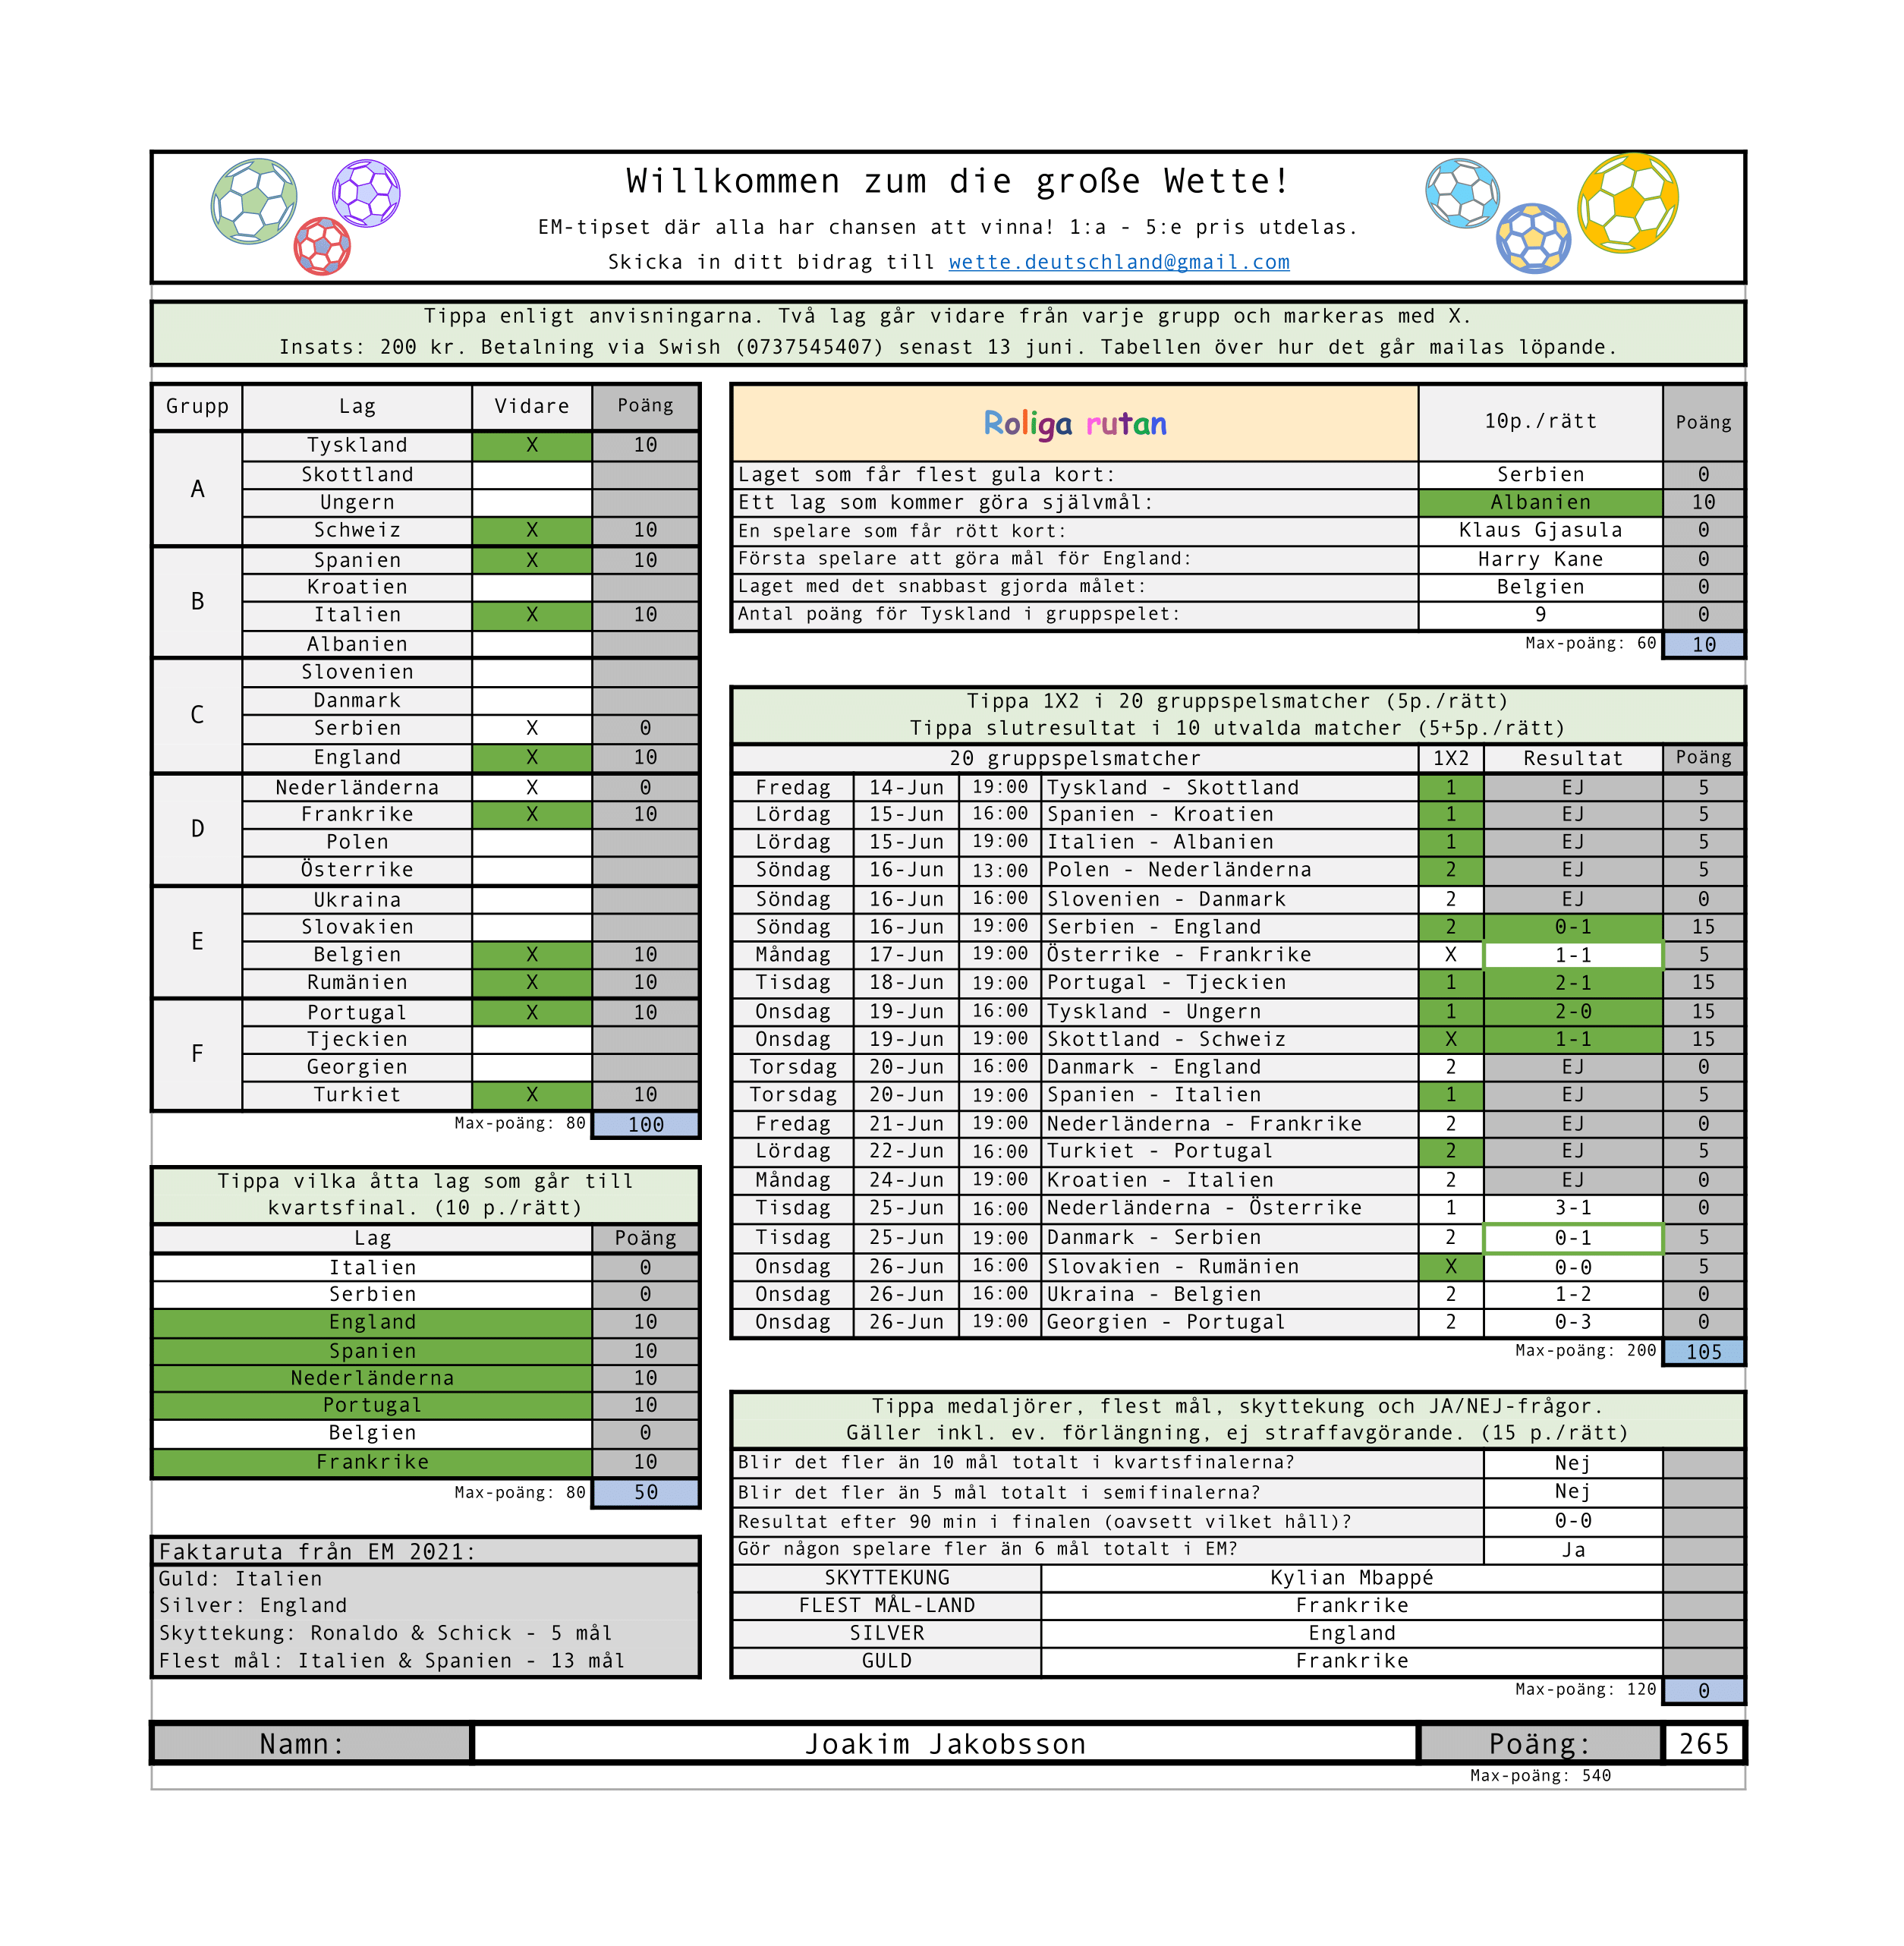 Willkommen zum die große Wette!
EM-tipset där alla har chansen att vinna! 1:a - 5:e pris utdelas.
Skicka in ditt bidrag till wette.deutschland@gmail.com
Tippa enligt anvisningarna. Två lag går vidare från varje grupp och markeras med X.
Insats: 200 kr. Betalning via Swish (0737545407) senast 13 juni. Tabellen över hur det går mailas löpande.
Grupp Lag Vidare Poäng
A
Tyskland X 10
Skottland
Ungern
Schweiz X 10
B
Spanien X 10
Kroatien
Italien X 10
Albanien
C
Slovenien
Danmark
Serbien X 0
England X 10
D
Nederländerna X 0
Frankrike X 10
Polen
Österrike
E
Ukraina
Slovakien
Belgien X 10
Rumänien X 10
F
Portugal X 10
Tjeckien
Georgien
Turkiet X 10
Max-poäng: 80 100
Tippa vilka åtta lag som går till
kvartsfinal. (10 p./rätt)
Lag Poäng
Italien 0
Serbien 0
England 10
Spanien 10
Nederländerna 10
Portugal 10
Belgien 0
Frankrike 10
Max-poäng: 80 50
Faktaruta från EM 2021:
Guld: Italien
Silver: England
Skyttekung: Ronaldo & Schick - 5 mål
Flest mål: Italien & Spanien - 13 mål
Roliga rutan 10p./rätt Poäng
Laget som får flest gula kort: Serbien 0
Ett lag som kommer göra självmål: Albanien 10
En spelare som får rött kort: Klaus Gjasula 0
Första spelare att göra mål för England: Harry Kane 0
Laget med det snabbast gjorda målet: Belgien 0
Antal poäng för Tyskland i gruppspelet: 9 0
Max-poäng: 60 10
Tippa 1X2 i 20 gruppspelsmatcher (5p./rätt)
Tippa slutresultat i 10 utvalda matcher (5+5p./rätt)
20 gruppspelsmatcher 1X2 Resultat Poäng
Fredag 14-Jun 19:00 Tyskland - Skottland 1 EJ 5
Lördag 15-Jun 16:00 Spanien - Kroatien 1 EJ 5
Lördag 15-Jun 19:00 Italien - Albanien 1 EJ 5
Söndag 16-Jun 13:00 Polen - Nederländerna 2 EJ 5
Söndag 16-Jun 16:00 Slovenien - Danmark 2 EJ 0
Söndag 16-Jun 19:00 Serbien - England 2 0-1 15
Måndag 17-Jun 19:00 Österrike - Frankrike X 1-1 5
Tisdag 18-Jun 19:00 Portugal - Tjeckien 1 2-1 15
Onsdag 19-Jun 16:00 Tyskland - Ungern 1 2-0 15
Onsdag 19-Jun 19:00 Skottland - Schweiz X 1-1 15
Torsdag 20-Jun 16:00 Danmark - England 2 EJ 0
Torsdag 20-Jun 19:00 Spanien - Italien 1 EJ 5
Fredag 21-Jun 19:00 Nederländerna - Frankrike 2 EJ 0
Lördag 22-Jun 16:00 Turkiet - Portugal 2 EJ 5
Måndag 24-Jun 19:00 Kroatien - Italien 2 EJ 0
Tisdag 25-Jun 16:00 Nederländerna - Österrike 1 3-1 0
Tisdag 25-Jun 19:00 Danmark - Serbien 2 0-1 5
Onsdag 26-Jun 16:00 Slovakien - Rumänien X 0-0 5
Onsdag 26-Jun 16:00 Ukraina - Belgien 2 1-2 0
Onsdag 26-Jun 19:00 Georgien - Portugal 2 0-3 0
Max-poäng: 200 105
Tippa medaljörer, flest mål, skyttekung och JA/NEJ-frågor.
Gäller inkl. ev. förlängning, ej straffavgörande. (15 p./rätt)
Blir det fler än 10 mål totalt i kvartsfinalerna? Nej
Blir det fler än 5 mål totalt i semifinalerna? Nej
Resultat efter 90 min i finalen (oavsett vilket håll)? 0-0
Gör någon spelare fler än 6 mål totalt i EM? Ja
SKYTTEKUNG Kylian Mbappé
FLEST MÅL-LAND Frankrike
SILVER England
GULD Frankrike
Max-poäng: 120 0
Namn: Joakim Jakobsson Poäng: 265
Max-poäng: 540